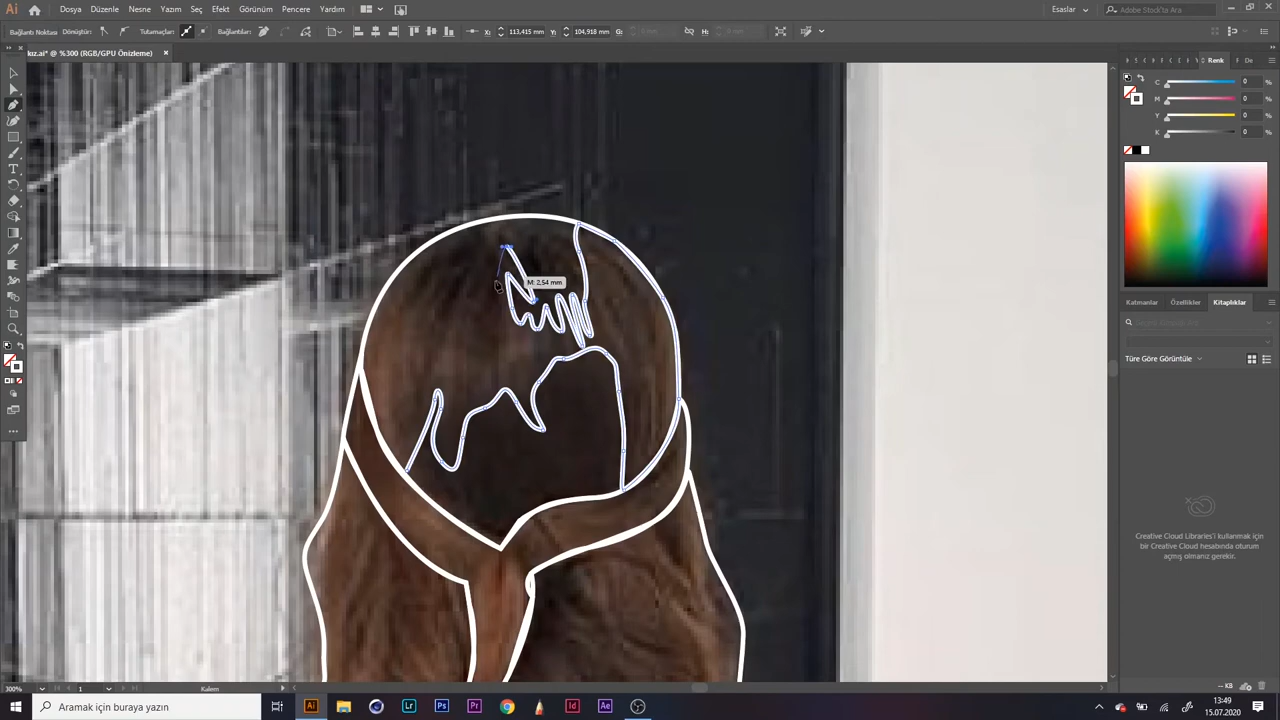 Ai
Dosya Düzenle Nesne Yazım Seç Efekt Görünüm Pencere Yardım
Esaslar
Adobe Stock'ta Ara
Bağlantı Noktası Dönüştür: Tutamaçlar: Bağlantılar: X: 113,415 mm Y: 104,918 mm G:
kız.ai* @ %300 (RGB/GPU Önizleme) ×
Renk De
C 0 %
M 0 %
Y 0 %
K 0 %
M: 2.54 mm
Katmanlar Özellikler Kitaplıklar
Türe Göre Görüntüle
Creative Cloud Libraries'i kullanmak için
bir Creative Cloud hesabında oturum
açmış olmanız gerekir.
-- KB
300% 1 Kalem
Aramak için buraya yazın
Ai Lr Ps Pr Id Ae
13:49
15.07.2020